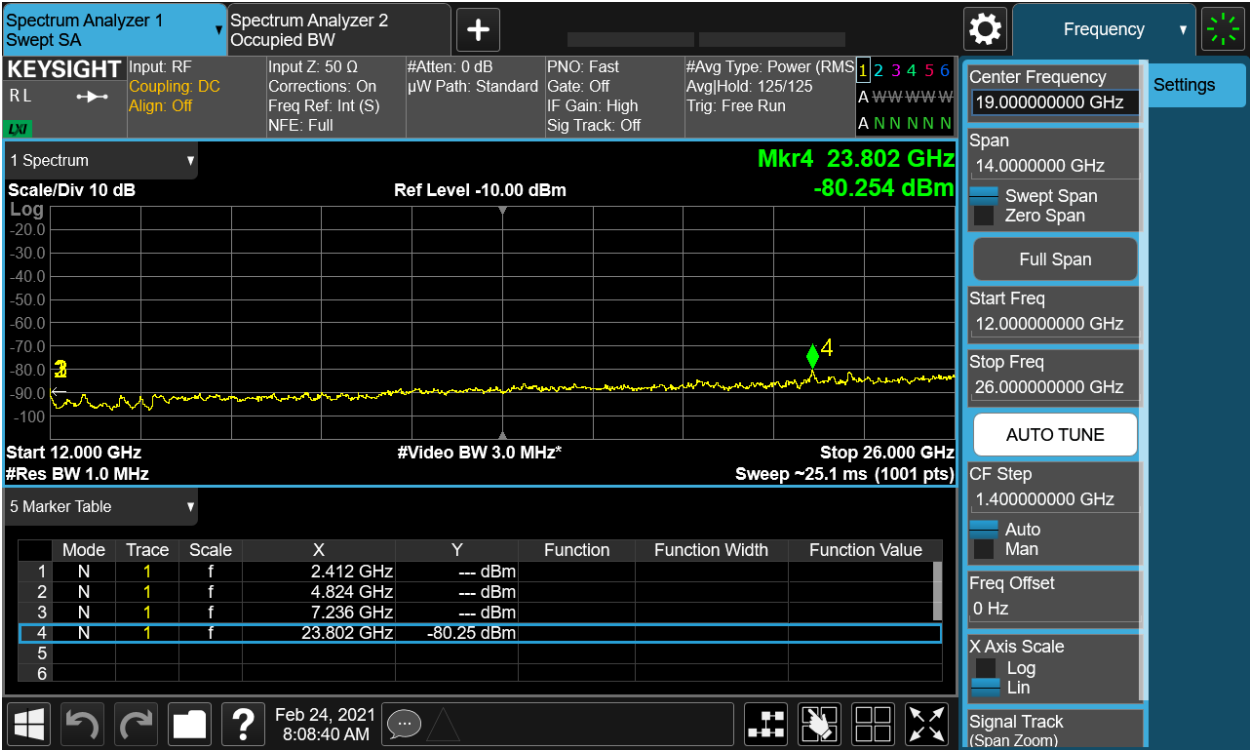 Spectrum Analyzer 1
Swept SA
Spectrum Analyzer 2
Occupied BW
Frequency
KEYSIGHT
R L
LXI
Input: RF
Coupling: DC
Align: Off
Input Z: 50 Ω
Corrections: On
Freq Ref: Int (S)
NFE: Full
#Atten: 0 dB
µW Path: Standard
PNO: Fast
Gate: Off
IF Gain: High
Sig Track: Off
#Avg Type: Power (RMS
Avg|Hold: 125/125
Trig: Free Run
1 2 3 4 5 6
A W W W W W
A N N N N N
1 Spectrum
Mkr4 23.802 GHz
-80.254 dBm
Scale/Div 10 dB
Ref Level -10.00 dBm
Log
-20.0
-30.0
-40.0
-50.0
-60.0
-70.0
-80.0
-90.0
-100
4
Start 12.000 GHz
#Video BW 3.0 MHz*
Stop 26.000 GHz
#Res BW 1.0 MHz
Sweep ~25.1 ms (1001 pts)
5 Marker Table
Mode Trace Scale X Y Function Function Width Function Value
1 N 1 f 2.412 GHz --- dBm
2 N 1 f 4.824 GHz --- dBm
3 N 1 f 7.236 GHz --- dBm
4 N 1 f 23.802 GHz -80.25 dBm
5
6
?
Feb 24, 2021
8:08:40 AM
Center Frequency
19.000000000 GHz
Span
14.0000000 GHz
Swept Span
Zero Span
Full Span
Start Freq
12.000000000 GHz
Stop Freq
26.000000000 GHz
AUTO TUNE
CF Step
1.400000000 GHz
Auto
Man
Freq Offset
0 Hz
X Axis Scale
Log
Lin
Signal Track
(Span Zoom)
Settings